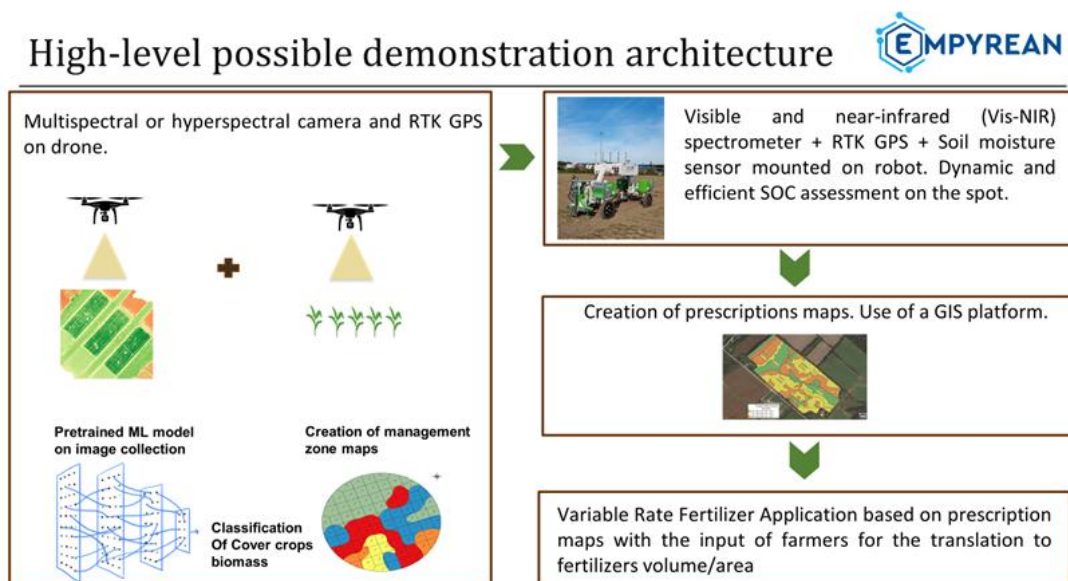 High-level possible demonstration architecture
EMPYREAN
Multispectral or hyperspectral camera and RTK GPS
on drone.
Pretrained ML model
on image collection
Creation of management
zone maps
Classification
Of Cover crops
biomass
Visible and near-infrared (Vis-NIR)
spectrometer + RTK GPS + Soil moisture
sensor mounted on robot. Dynamic and
efficient SOC assessment on the spot.
Creation of prescriptions maps. Use of a GIS platform.
Variable Rate Fertilizer Application based on prescription
maps with the input of farmers for the translation to
fertilizers volume/area